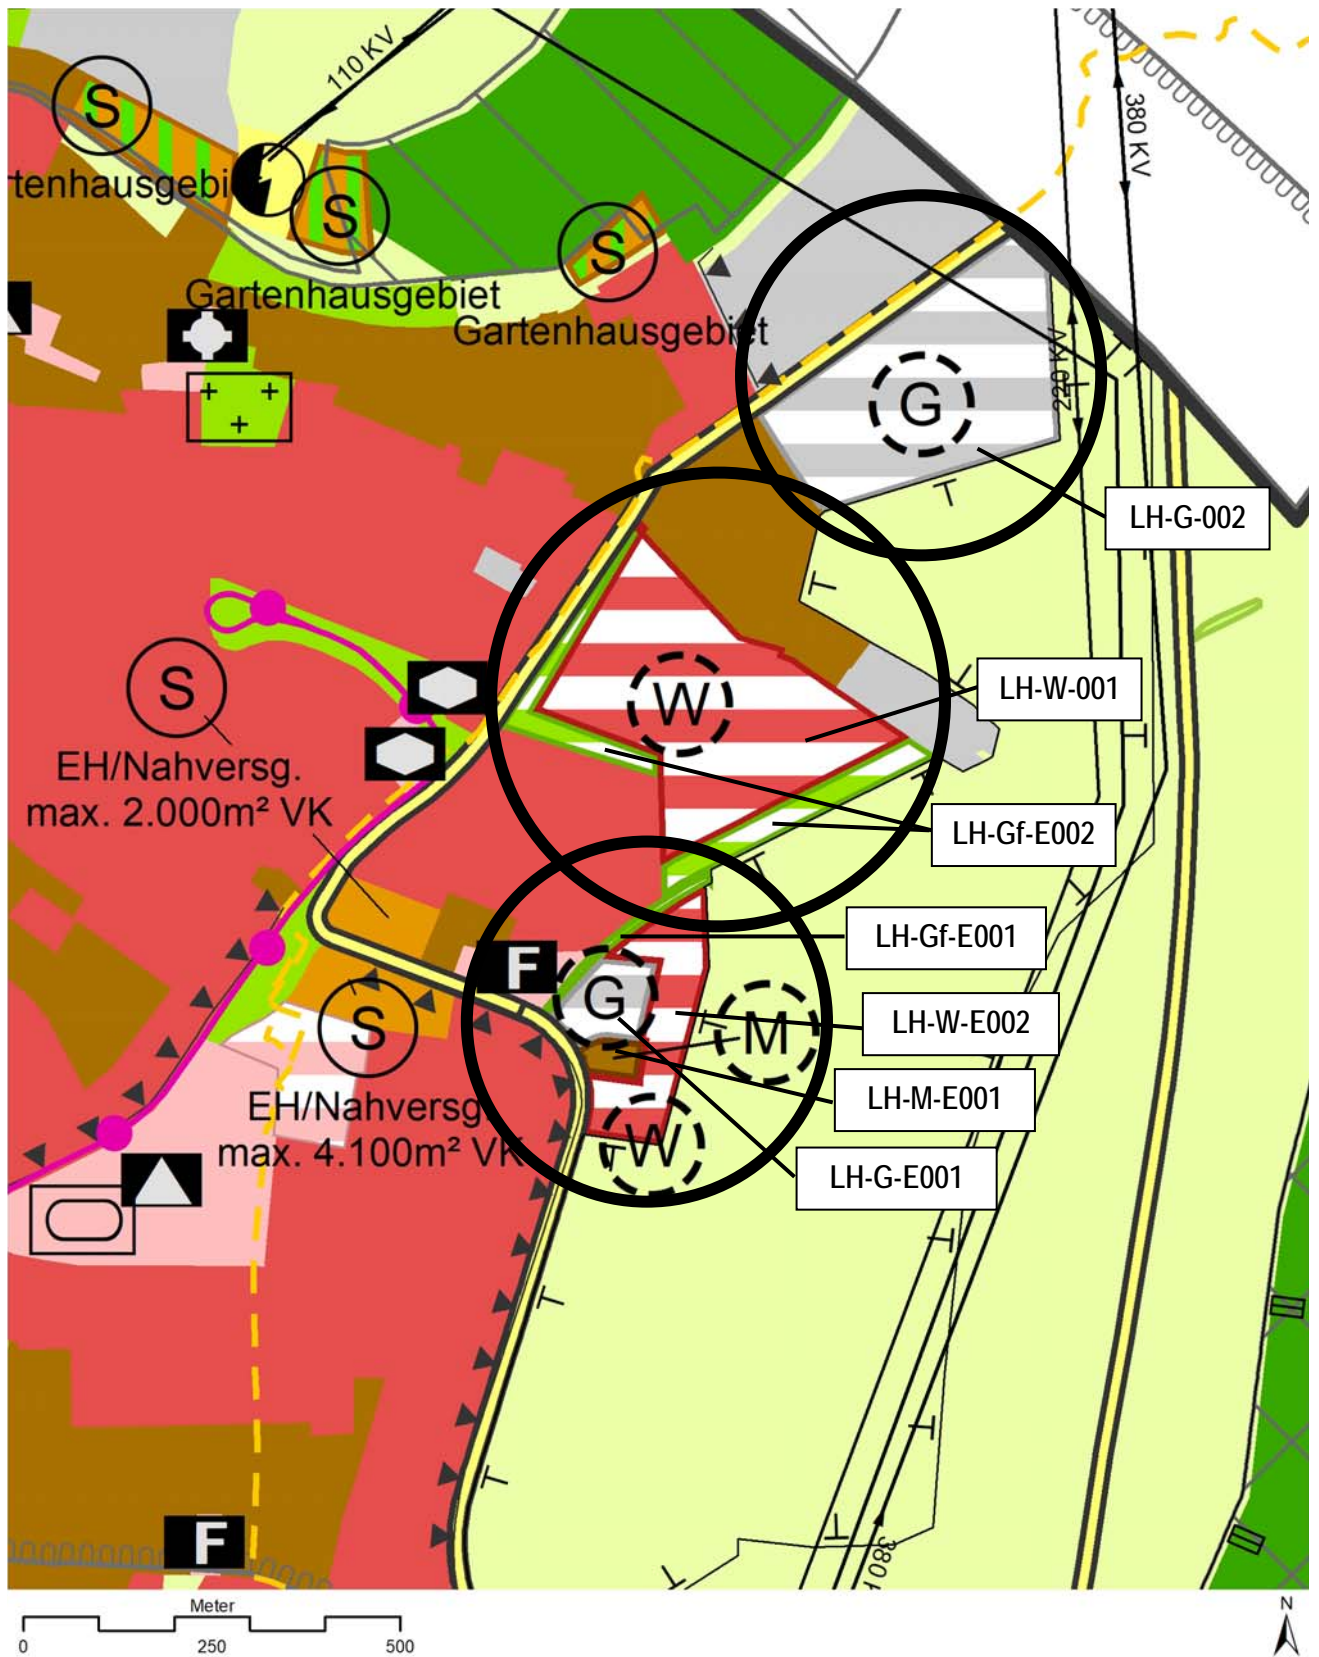 110 KV
380 KV
S
S
S
tenhausgebi
Gartenhausgebiet
Gartenhausgebiet
220 KV
G
LH-G-002
W
LH-W-001
S
EH/Nahversg.
max. 2.000m² VK
LH-Gf-E002
LH-Gf-E001
F
G
LH-W-E002
M
S
EH/Nahversg.
max. 4.100m² VK
LH-M-E001
W
LH-G-E001
F
380
Meter
0 250 500
N